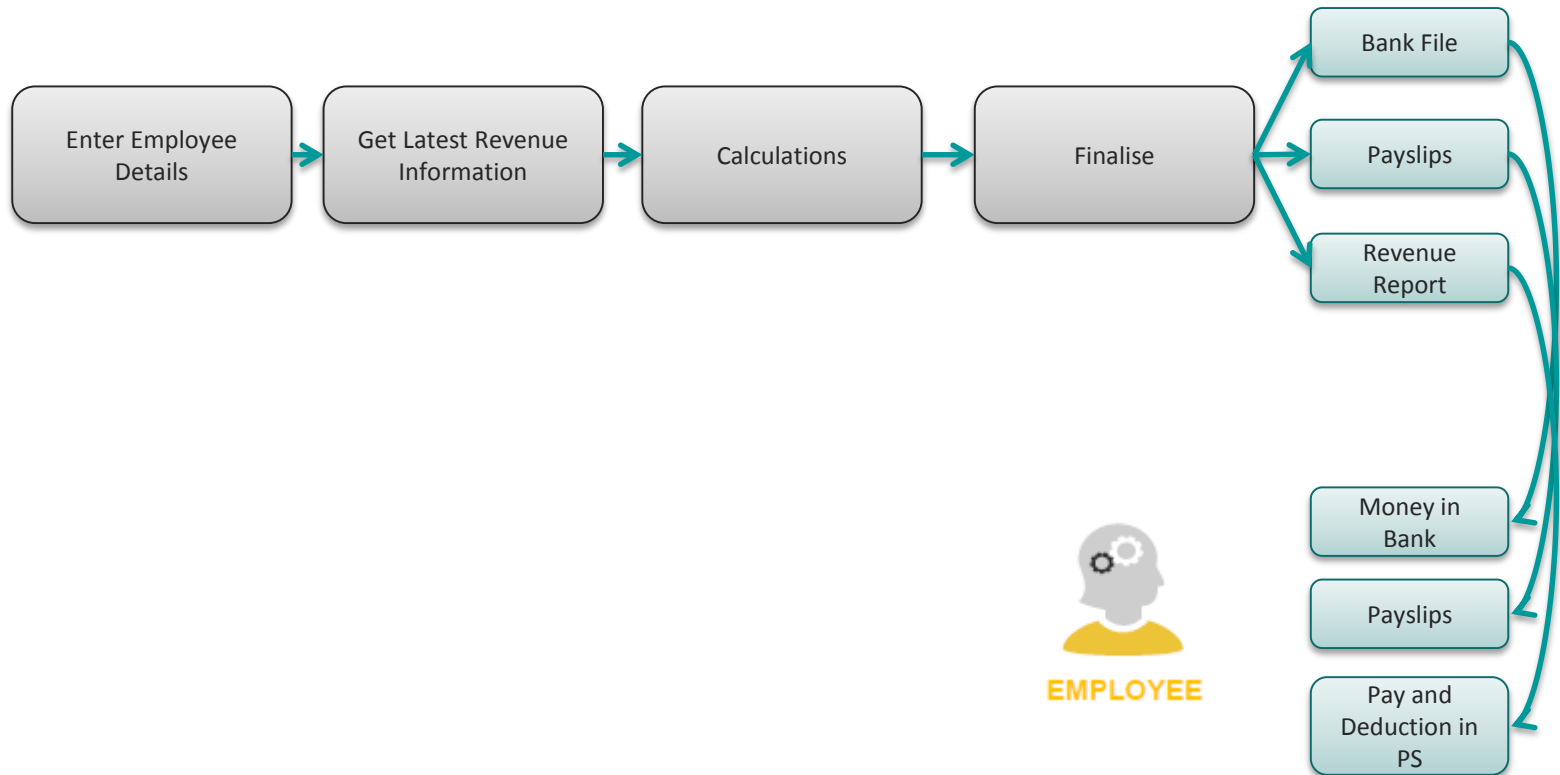 Enter Employee
Details
Get Latest Revenue
Information
Calculations
Finalise
Bank File
Payslips
Revenue
Report
Money in
Bank
Payslips
Pay and
Deduction in
PS
EMPLOYEE